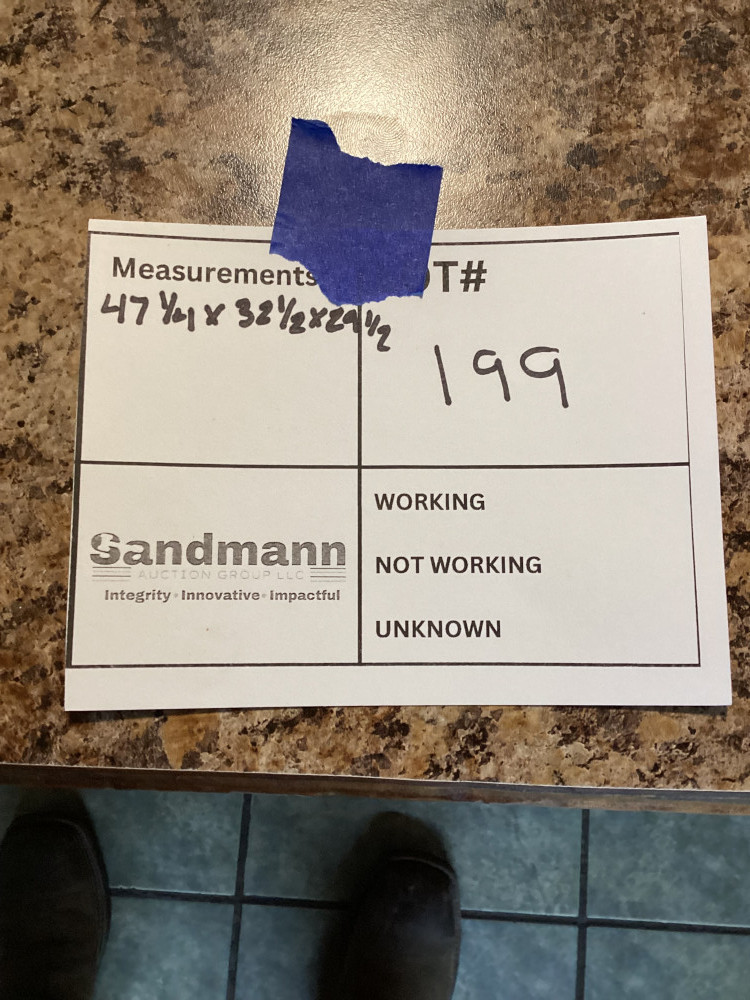 Measurements
47 1/4 x 32 1/2 x 29 1/2
OT#
199
Sandmann
AUCTION GROUP LLC
Integrity • Innovative • Impactful
WORKING
NOT WORKING
UNKNOWN